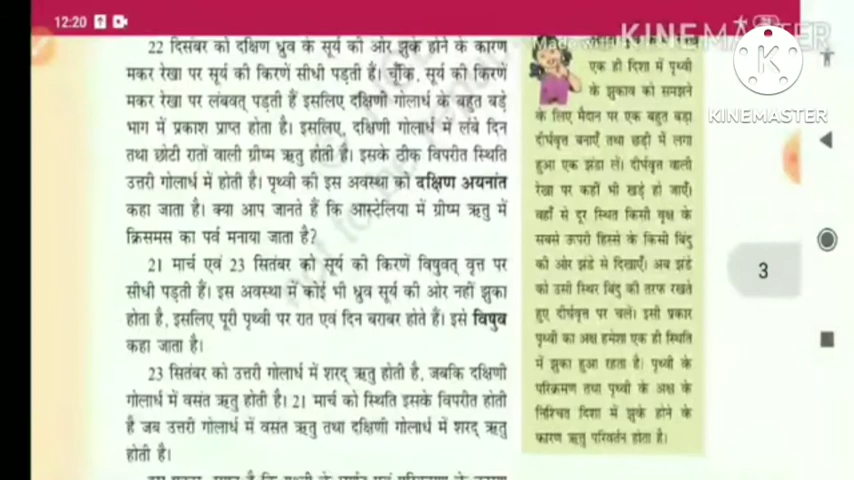 12:20
22 दिसंबर को दक्षिण ध्रुव के सूर्य की ओर झुके होने के कारण
मकर रेखा पर सूर्य की किरणें सीधी पड़ती हैं। चूँकि, सूर्य की किरणें
मकर रेखा पर लंबवत् पड़ती हैं इसलिए दक्षिणी गोलार्ध के बहुत बड़े
भाग में प्रकाश प्राप्त होता है। इसलिए, दक्षिणी गोलार्ध में लंबे दिन
तथा छोटी रातों वाली ग्रीष्म ऋतु होती है। इसके ठीक विपरीत स्थिति
उत्तरी गोलार्ध में होती है। पृथ्वी की इस अवस्था को दक्षिण अयनांत
कहा जाता है। क्या आप जानते हैं कि आस्टेलिया में ग्रीष्म ऋतु में
क्रिसमस का पर्व मनाया जाता है?
21 मार्च एवं 23 सितंबर को सूर्य की किरणें विषुवत् वृत्त पर
सीधी पड़ती हैं। इस अवस्था में कोई भी ध्रुव सूर्य की ओर नहीं झुका
होता है, इसलिए पूरी पृथ्वी पर रात एवं दिन बराबर होते हैं। इसे विषुव
कहा जाता है।
23 सितंबर को उत्तरी गोलार्ध में शरद् ऋतु होती है, जबकि दक्षिणी
गोलार्ध में वसंत ऋतु होती है। 21 मार्च को स्थिति इसके विपरीत होती
है जब उत्तरी गोलार्ध में वसंत ऋतु तथा दक्षिणी गोलार्ध में शरद् ऋतु
होती है।
एक ही दिशा में पृथ्वी
के झुकाव को समझने
के लिए मैदान पर एक बहुत बड़ा
दीर्घवृत्त बनाएँ तथा छड़ी में लगा
हुआ एक झंडा लें। दीर्घवृत्त वाली
रेखा पर कहीं भी खड़े हो जाएँ।
वहाँ से दूर स्थित किसी वृक्ष के
सबसे ऊपरी हिस्से के किसी बिंदु
की ओर झंडे से दिखाएँ। अब झंडे
को उसी स्थिर बिंदु की तरफ रखते
हुए दीर्घवृत्त पर चलें। इसी प्रकार
पृथ्वी का अक्ष हमेशा एक ही स्थिति
में झुका हुआ रहता है। पृथ्वी के
परिक्रमण तथा पृथ्वी के अक्ष के
निश्चित दिशा में झुके होने के
कारण ऋतु परिवर्तन होता है।
Made with KINEMASTER
K
KINEMASTER
3